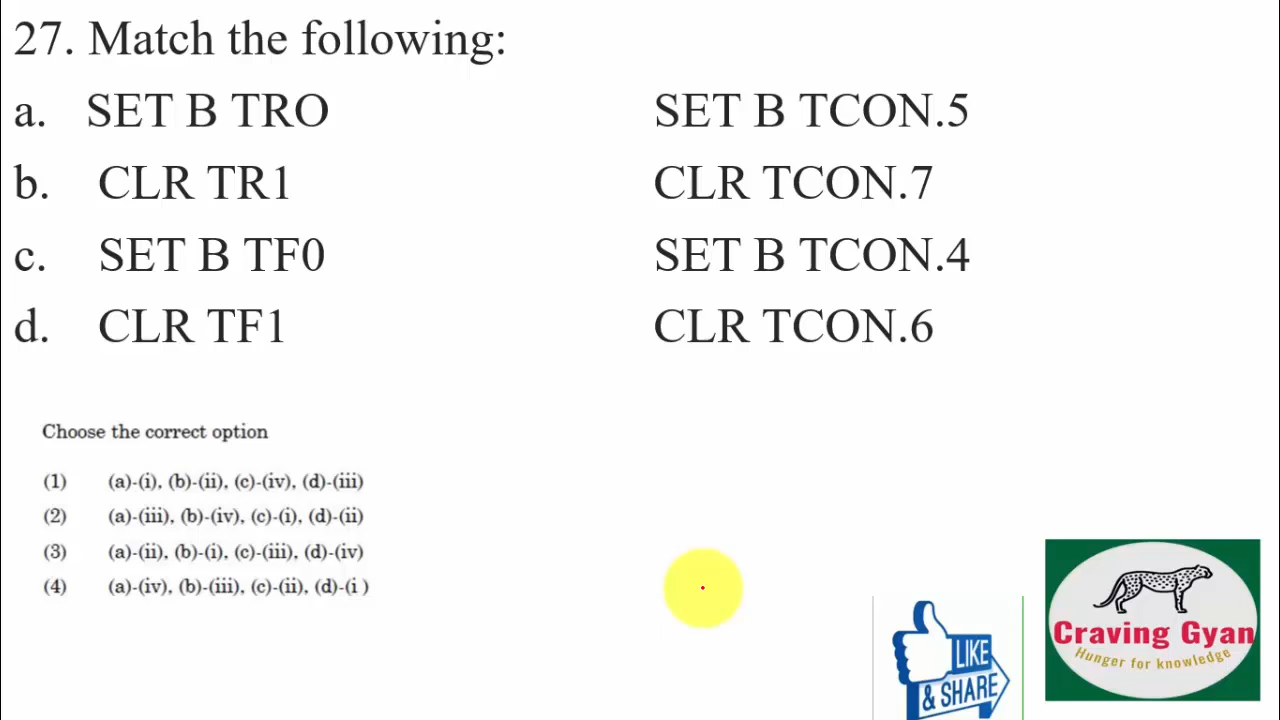 27. Match the following:
a. SET B TRO SET B TCON.5
b. CLR TR1 CLR TCON.7
c. SET B TF0 SET B TCON.4
d. CLR TF1 CLR TCON.6
Choose the correct option
(1) (a)-(i), (b)-(ii), (c)-(iv), (d)-(iii)
(2) (a)-(iii), (b)-(iv), (c)-(i), (d)-(ii)
(3) (a)-(ii), (b)-(i), (c)-(iii), (d)-(iv)
(4) (a)-(iv), (b)-(iii), (c)-(ii), (d)-(i )
LIKE
& SHARE
Craving Gyan
Hunger for knowledge